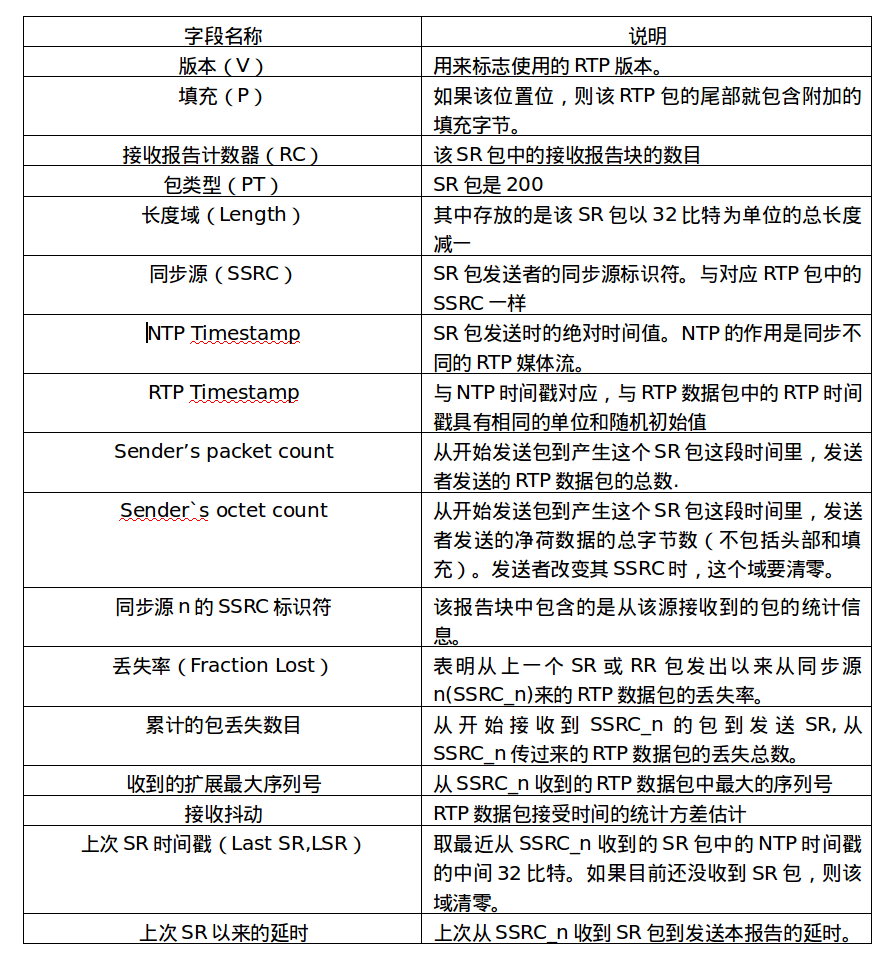 字段名称 说明
版本（V） 用来标志使用的 RTP 版本。
填充（P） 如果该位置位，则该 RTP 包的尾部就包含附加的
填充字节。
接收报告计数器（RC） 该 SR 包中的接收报告块的数目
包类型（PT） SR 包是 200
长度域（Length） 其中存放的是该 SR 包以 32 比特为单位的总长度
减一
同步源（SSRC） SR 包发送者的同步源标识符。与对应 RTP 包中的
SSRC 一样
NTP Timestamp SR 包发送时的绝对时间值。NTP 的作用是同步不
同的 RTP 媒体流。
RTP Timestamp 与 NTP 时间戳对应，与 RTP 数据包中的 RTP 时间
戳具有相同的单位和随机初始值
Sender’s packet count 从开始发送包到产生这个 SR 包这段时间里，发送
者发送的 RTP 数据包的总数.
Sender`s octet count 从开始发送包到产生这个 SR 包这段时间里，发送
者发送的净荷数据的总字节数（不包括头部和填
充）。发送者改变其 SSRC 时，这个域要清零。
同步源 n 的 SSRC 标识符 该报告块中包含的是从该源接收到的包的统计信
息。
丢失率（Fraction Lost） 表明从上一个 SR 或 RR 包发出以来从同步源
n(SSRC_n)来的 RTP 数据包的丢失率。
累计的包丢失数目 从开始接收到 SSRC_n 的包到发送 SR,从
SSRC_n 传过来的 RTP 数据包的丢失总数。
收到的扩展最大序列号 从 SSRC_n 收到的 RTP 数据包中最大的序列号
接收抖动 RTP 数据包接受时间的统计方差估计
上次 SR 时间戳（Last SR,LSR） 取最近从 SSRC_n 收到的 SR 包中的 NTP 时间戳
的中间 32 比特。如果目前还没收到 SR 包，则该
域清零。
上次 SR 以来的延时 上次从 SSRC_n 收到 SR 包到发送本报告的延时。